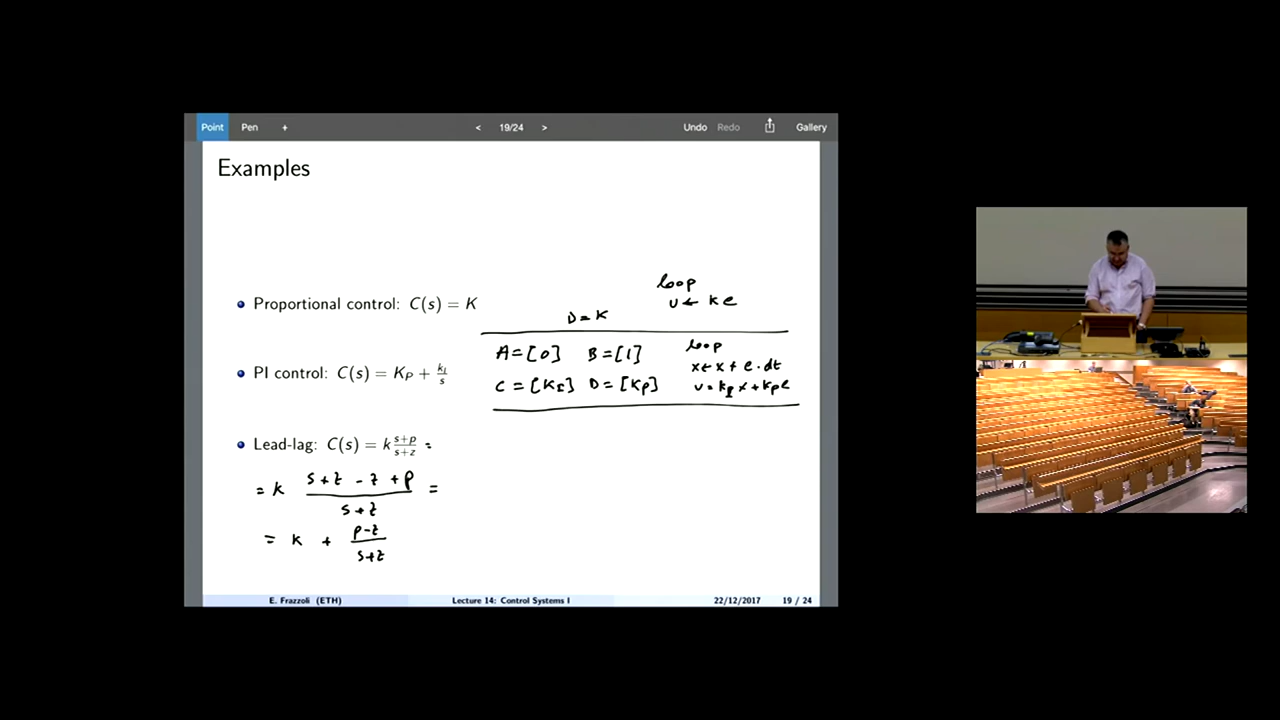 Point Pen + < 19/24 > Undo Redo Gallery
Examples
Proportional control: C(s) = K
D = K
loop
u ← k e
PI control: C(s) = K_P + k_I/s
A = [0] B = [1]
C = [K_I] D = [K_P]
loop
x ← x + e · dt
u = k_I x + k_P e
Lead-lag: C(s) = k (s+p)/(s+z) =
= k (s+z - z + p)/(s+z) =
= k + (p-z)/(s+z)
E. Frazzoli (ETH) Lecture 14: Control Systems I 22/12/2017 19 / 24